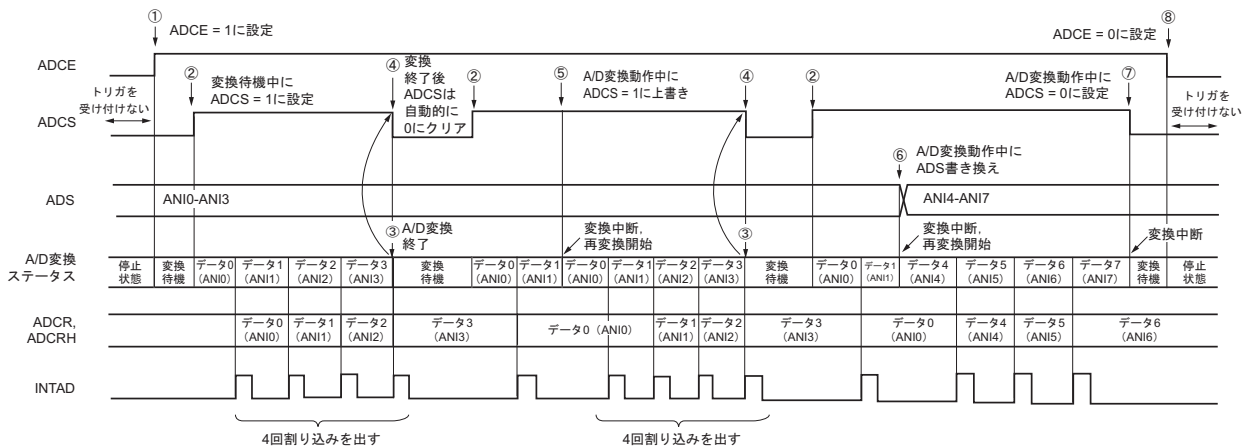 ① ADCE = 1に設定
⑧
ADCE = 0に設定
ADCE
トリガを
受け付けない
② 変換待機中に
ADCS = 1に設定
④ 変換
終了後
ADCSは
自動的に
0にクリア
②
⑤ A/D変換動作中に
ADCS = 1に上書き
④
②
A/D変換動作中に ⑦
ADCS = 0に設定
トリガを
受け付けない
ADCS
⑥ A/D変換動作中に
ADS書き換え
ADS
ANI0-ANI3
ANI4-ANI7
③ A/D変換
終了
変換中断,
再変換開始
③
変換中断,
再変換開始
変換中断
A/D変換
ステータス
停止
状態
変換
待機
データ0
(ANI0)
データ1
(ANI1)
データ2
(ANI2)
データ3
(ANI3)
変換
待機
データ0
(ANI0)
データ1
(ANI1)
データ0
(ANI0)
データ1
(ANI1)
データ2
(ANI2)
データ3
(ANI3)
変換
待機
データ0
(ANI0)
データ1
(ANI1)
データ4
(ANI4)
データ5
(ANI5)
データ6
(ANI6)
データ7
(ANI7)
変換
待機
停止
状態
ADCR,
ADCRH
データ0
(ANI0)
データ1
(ANI1)
データ2
(ANI2)
データ3
(ANI3)
データ0 (ANI0)
データ1
(ANI1)
データ2
(ANI2)
データ3
(ANI3)
データ0
(ANI0)
データ4
(ANI4)
データ5
(ANI5)
データ6
(ANI6)
INTAD
4回割り込みを出す
4回割り込みを出す